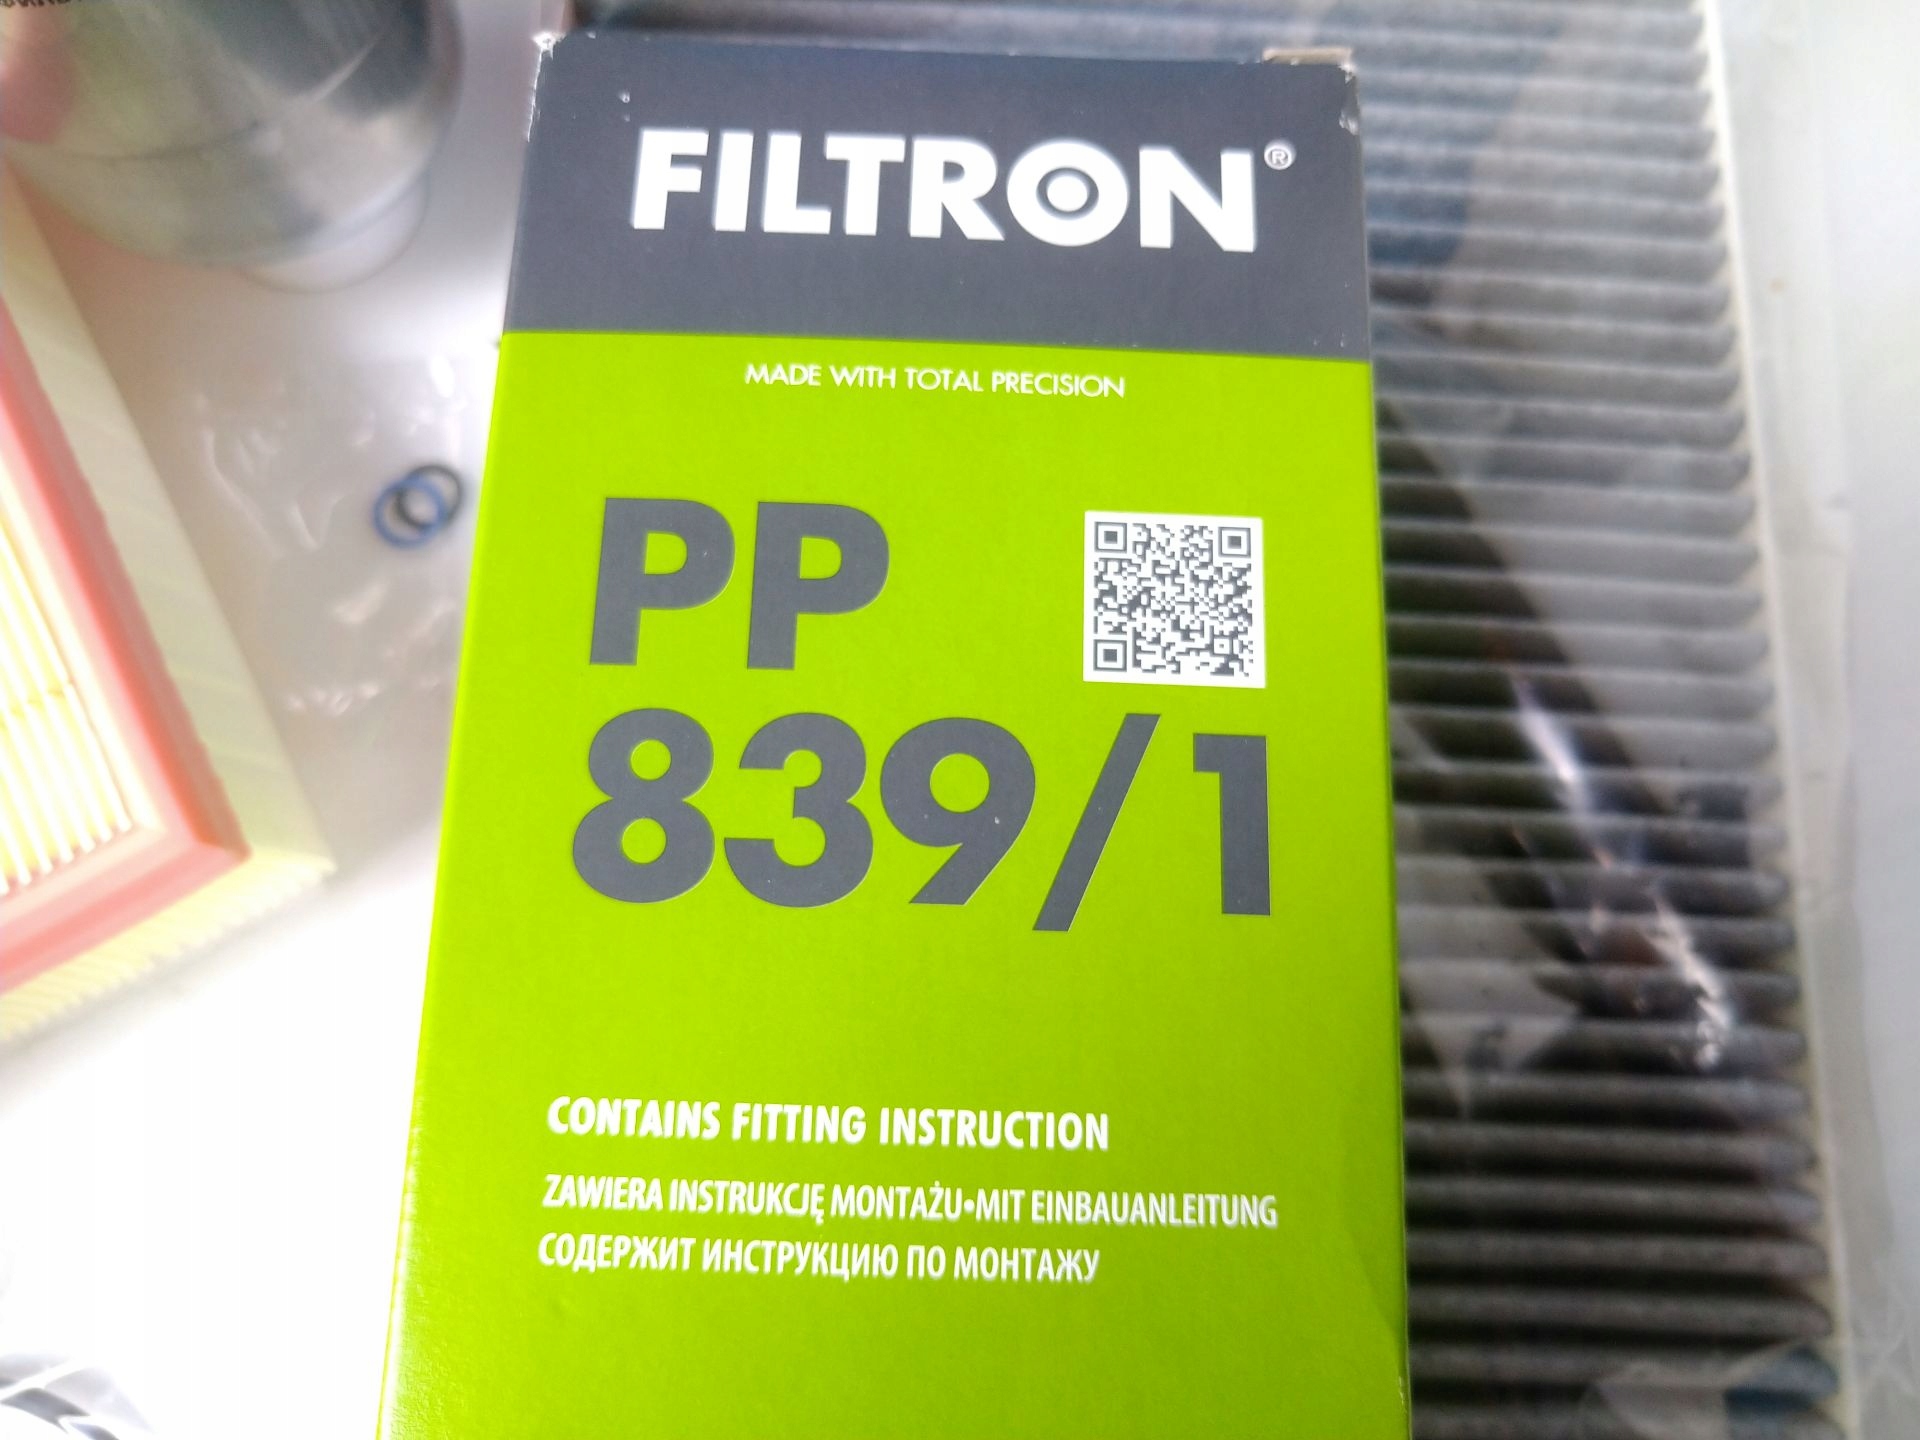 FILTRON®
MADE WITH TOTAL PRECISION
PP
839/1
CONTAINS FITTING INSTRUCTION
ZAWIERA INSTRUKCJĘ MONTAŻU•MIT EINBAUANLEITUNG
СОДЕРЖИТ ИНСТРУКЦИЮ ПО МОНТАЖУ